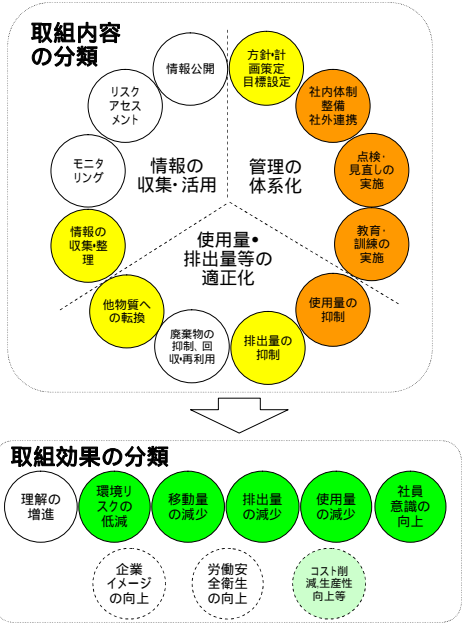 取組内容
の分類
情報公開
方針・計
画策定
目標設定
リスク
アセス
メント
社内体制
整備
社外連携
モニタ
リング
情報の
収集・活用
管理の
体系化
点検・
見直しの
実施
情報の
収集・整
理
使用量・
排出量等の
適正化
教育・
訓練の
実施
他物質へ
の転換
使用量の
抑制
廃棄物の
抑制、回
収・再利用
排出量の
抑制
取組効果の分類
理解の
増進
環境リ
スクの
低減
移動量
の減少
排出量
の減少
使用量
の減少
社員
意識の
向上
企業
イメージ
の向上
労働安
全衛生
の向上
コスト削
減,生産性
向上等